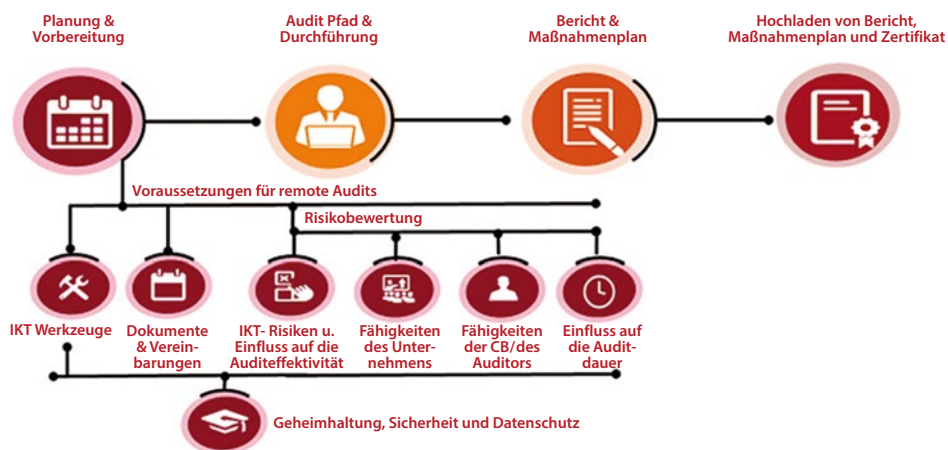 Planung &
Vorbereitung
Audit Pfad &
Durchführung
Bericht &
Maßnahmenplan
Hochladen von Bericht,
Maßnahmenplan und Zertifikat
Voraussetzungen für remote Audits
Risikobewertung
IKT Werkzeuge
Dokumente
& Verein-
barungen
IKT- Risiken u.
Einfluss auf die
Auditeffektivität
Fähigkeiten
des Unter-
nehmens
Fähigkeiten
der CB/des
Auditors
Einfluss auf
die Audit-
dauer
Geheimhaltung, Sicherheit und Datenschutz